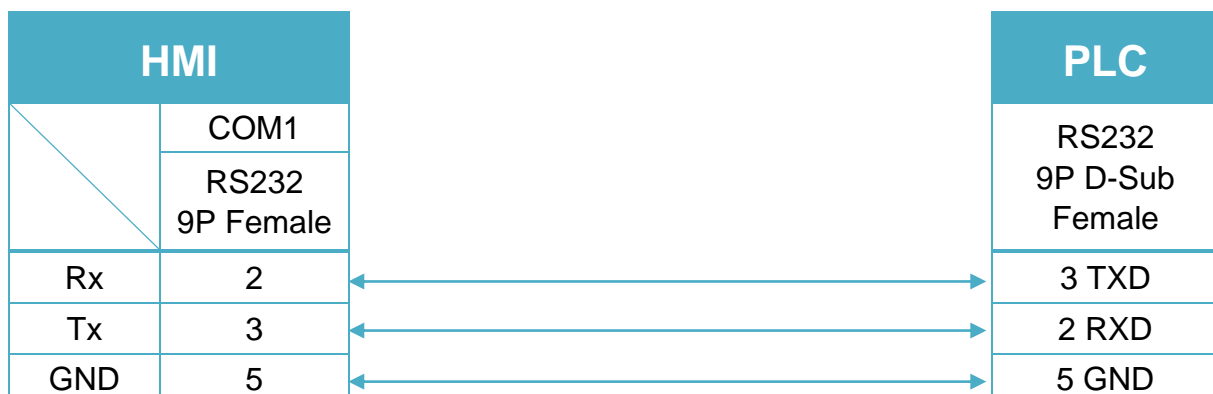 HMI
PLC
COM1
RS232
9P Female
RS232
9P D-Sub
Female
Rx 2 3 TXD
Tx 3 2 RXD
GND 5 5 GND